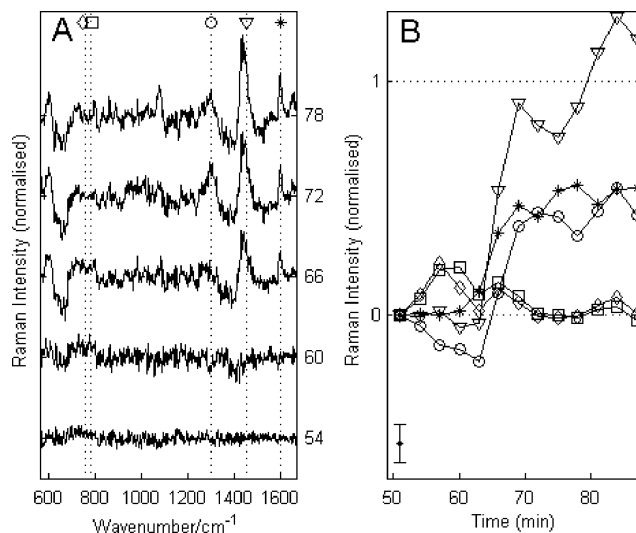 A
B
Raman Intensity (normalised)
78
72
66
60
54
600 800 1000 1200 1400 1600
Wavenumber/cm⁻¹
Raman Intensity (normalised)
1
0
50 60 70 80
Time (min)